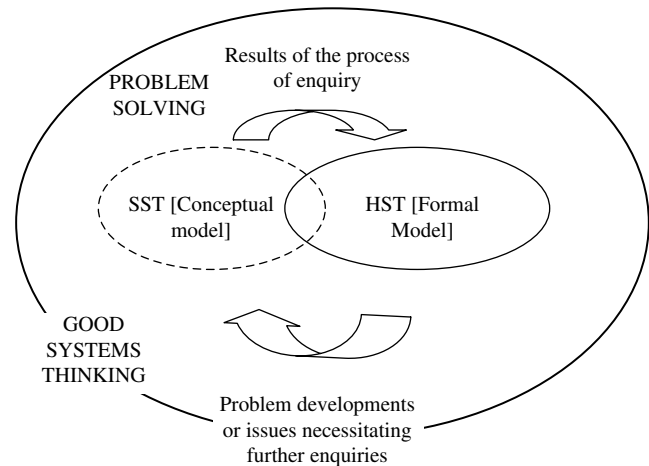 Results of the process
of enquiry
PROBLEM
SOLVING
SST [Conceptual
model]
HST [Formal
Model]
GOOD
SYSTEMS
THINKING
Problem developments
or issues necessitating
further enquiries